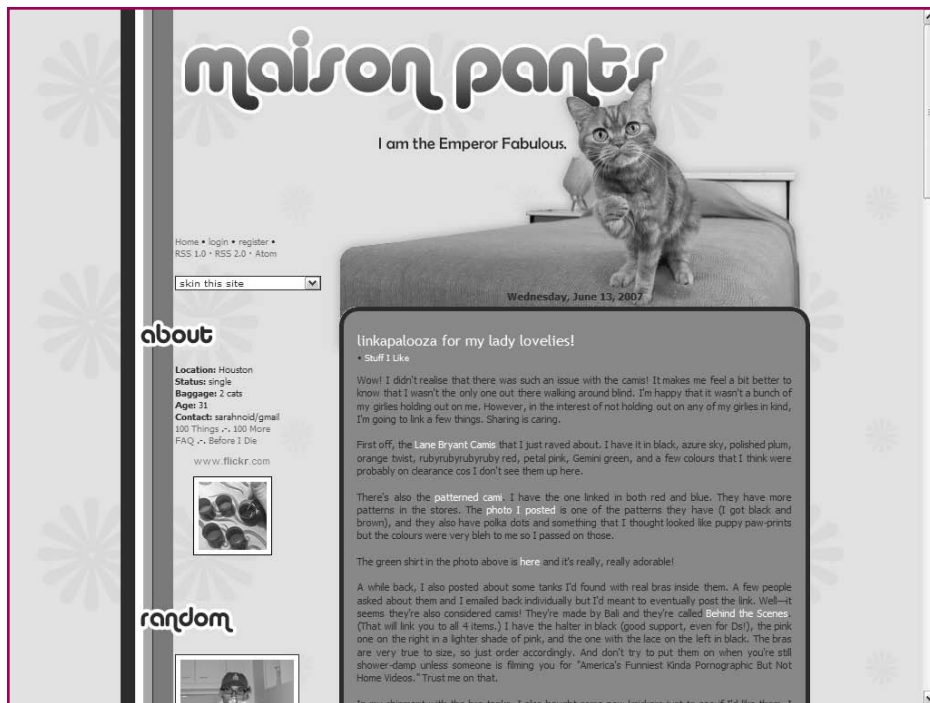 maison pants
I am the Emperor Fabulous.
Home • login • register •
RSS 1.0 • RSS 2.0 • Atom
skin this site
about
Location: Houston
Status: single
Baggage: 2 cats
Age: 31
Contact: sarahnoid/gmail
100 Things .-. 100 More
FAQ .-. Before I Die
www.flickr.com
random
Wednesday, June 13, 2007
linkapalooza for my lady lovelies!
• Stuff I Like
Wow! I didn't realise that there was such an issue with the camis! It makes me feel a bit better to
know that I wasn't the only one out there walking around blind. I'm happy that it wasn't a bunch of
my girlies holding out on me. However, in the interest of not holding out on any of my girlies in kind,
I'm going to link a few things. Sharing is caring.
First off, the Lane Bryant Camis that I just raved about. I have it in black, azure sky, polished plum,
orange twist, rubyrubyrubyruby red, petal pink, Gemini green, and a few colours that I think were
probably on clearance cos I don't see them up here.
There's also the patterned cami. I have the one linked in both red and blue. They have more
patterns in the stores. The photo I posted is one of the patterns they have (I got black and
brown), and they also have polka dots and something that I thought looked like puppy paw-prints
but the colours were very bleh to me so I passed on those.
The green shirt in the photo above is here and it's really, really adorable!
A while back, I also posted about some tanks I'd found with real bras inside them. A few people
asked about them and I emailed back individually but I'd meant to eventually post the link. Well—it
seems they're also considered camis! They're made by Bali and they're called Behind the Scenes.
(That will link you to all 4 items.) I have the halter in black (good support, even for Ds!), the pink
one on the right in a lighter shade of pink, and the one with the lace on the left in black. The bras
are very true to size, so just order accordingly. And don't try to put them on when you're still
shower-damp unless someone is filming you for "America's Funniest Kinda Pornographic But Not
Home Videos." Trust me on that.